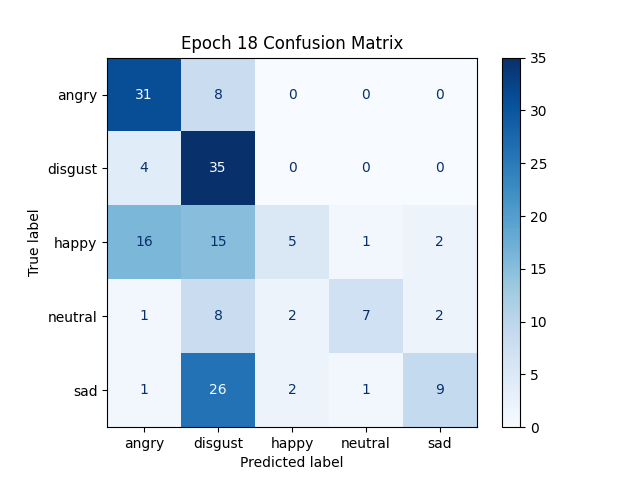 Epoch 18 Confusion Matrix
angry 31 8 0 0 0
disgust 4 35 0 0 0
happy 16 15 5 1 2
neutral 1 8 2 7 2
sad 1 26 2 1 9
angry disgust happy neutral sad
Predicted label
True label
35
30
25
20
15
10
5
0